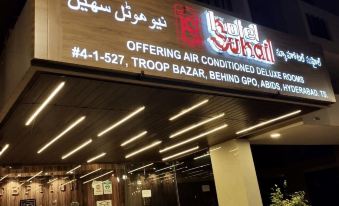 نیو ہوٹل سہیل
Hotel
Suhail
OFFERING AIR CONDITIONED DELUXE ROOMS
#4-1-527, TROOP BAZAR, BEHIND GPO, ABIDS, HYDERABAD. TS.